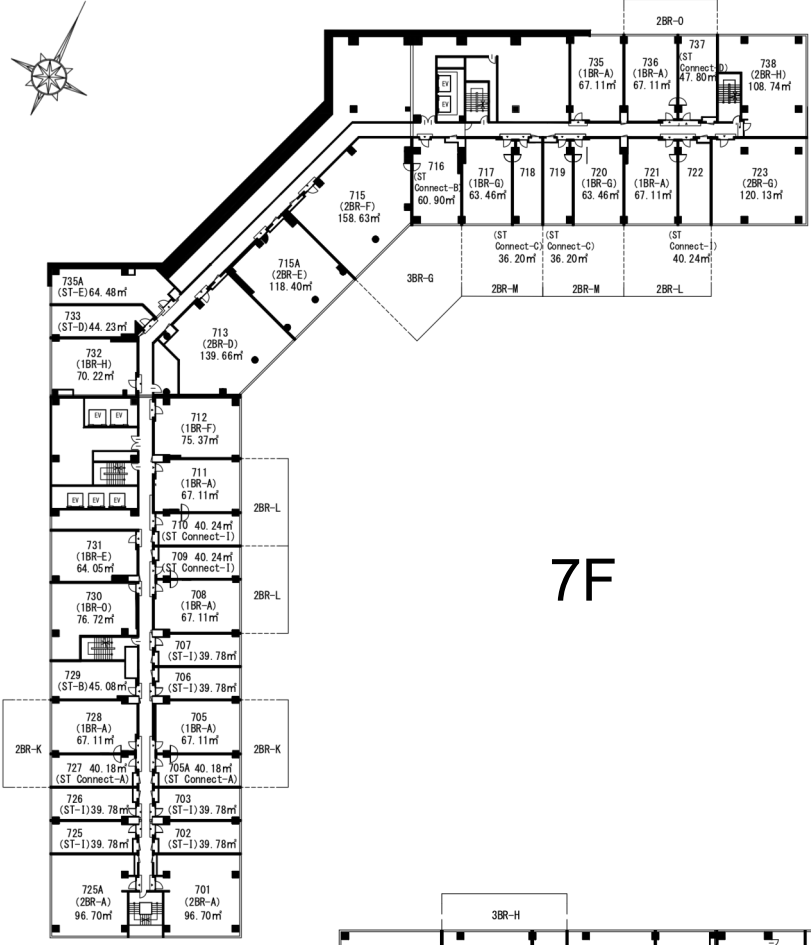 2BR-O
735
(1BR-A)
67.11㎡
736
(1BR-A)
67.11㎡
737
(ST
Connect-D)
47.80㎡
738
(2BR-H)
108.74㎡
EV
EV
716
(ST
Connect-B)
60.90㎡
717
(1BR-G)
63.46㎡
718
(ST
Connect-C)
36.20㎡
719
(ST
Connect-C)
36.20㎡
720
(1BR-G)
63.46㎡
721
(1BR-A)
67.11㎡
722
(ST
Connect-I)
40.24㎡
723
(2BR-G)
120.13㎡
3BR-G
2BR-M
2BR-M
2BR-L
715
(2BR-F)
158.63㎡
715A
(2BR-E)
118.40㎡
713
(2BR-D)
139.66㎡
735A
(ST-E)64.48㎡
733
(ST-D)44.23㎡
732
(1BR-H)
70.22㎡
EV EV
712
(1BR-F)
75.37㎡
EV EV EV
711
(1BR-A)
67.11㎡
710 40.24㎡
(ST Connect-I)
2BR-L
731
(1BR-E)
64.05㎡
709 40.24㎡
(ST Connect-I)
708
(1BR-A)
67.11㎡
2BR-L
730
(1BR-O)
76.72㎡
707
(ST-I)39.78㎡
729
(ST-B)45.08㎡
706
(ST-I)39.78㎡
2BR-K
728
(1BR-A)
67.11㎡
705
(1BR-A)
67.11㎡
2BR-K
727 40.18㎡
(ST Connect-A)
705A 40.18㎡
(ST Connect-A)
726
(ST-I)39.78㎡
703
(ST-I)39.78㎡
725
(ST-I)39.78㎡
702
(ST-I)39.78㎡
725A
(2BR-A)
96.70㎡
701
(2BR-A)
96.70㎡
7F
3BR-H